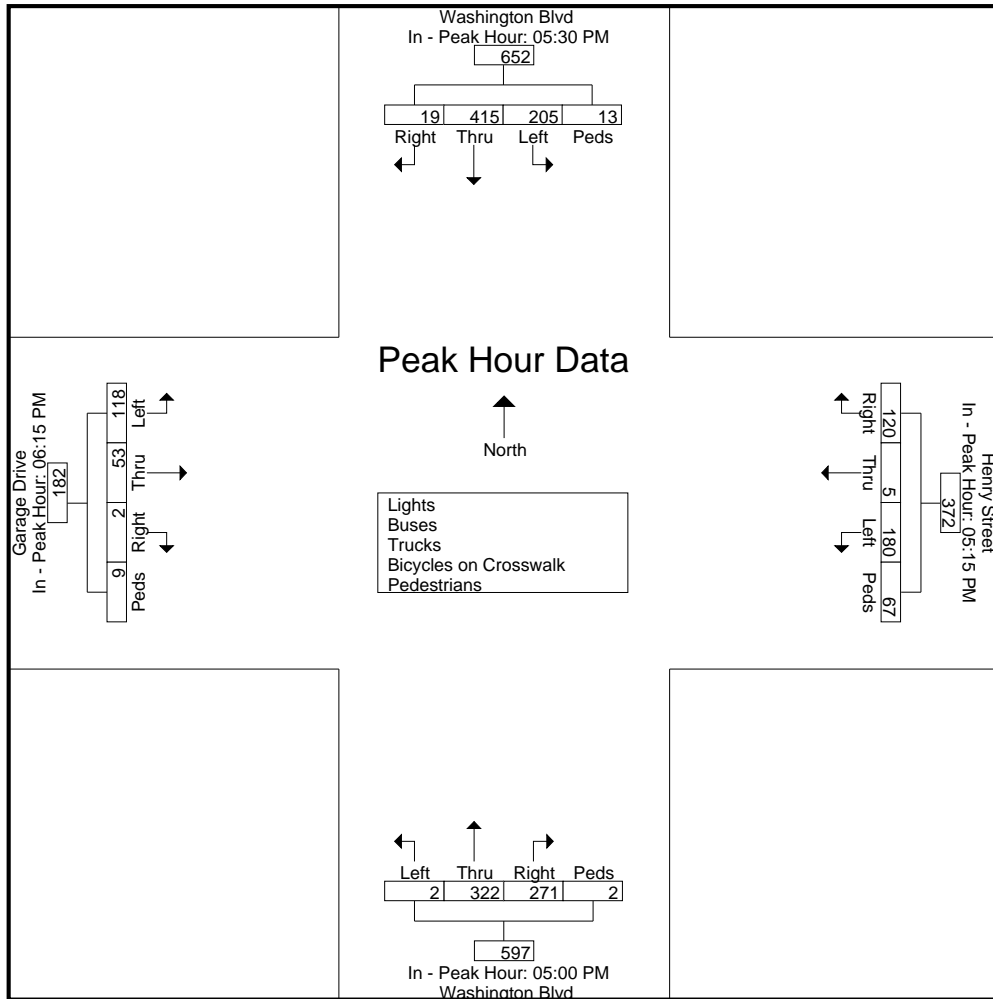 Washington Blvd
In - Peak Hour: 05:30 PM
652
19 415 205 13
Right Thru Left Peds
Peak Hour Data
North
Lights
Buses
Trucks
Bicycles on Crosswalk
Pedestrians
Garage Drive
In - Peak Hour: 06:15 PM
182
118 53 2 9
Left Thru Right Peds
Henry Street
In - Peak Hour: 05:15 PM
372
120 5 180 67
Right Thru Left Peds
Left Thru Right Peds
2 322 271 2
597
In - Peak Hour: 05:00 PM
Washington Blvd